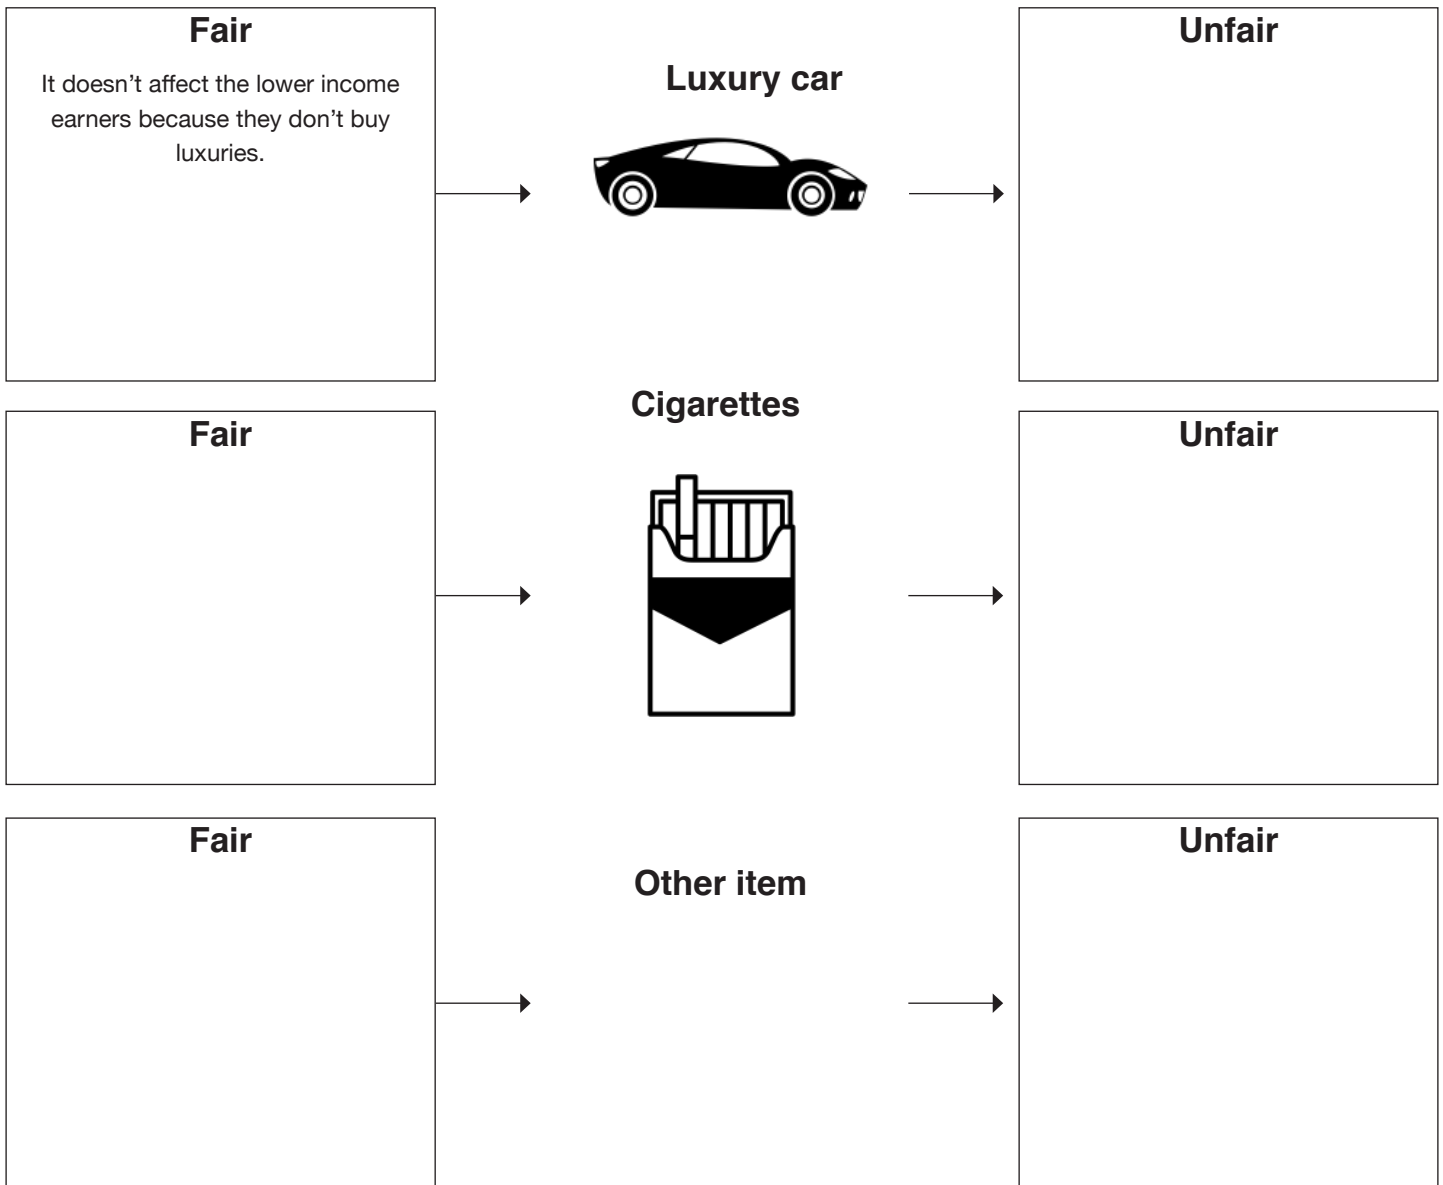 Fair
It doesn’t affect the lower income
earners because they don’t buy
luxuries.
Luxury car
Unfair
Fair
Cigarettes
Unfair
Fair
Other item
Unfair